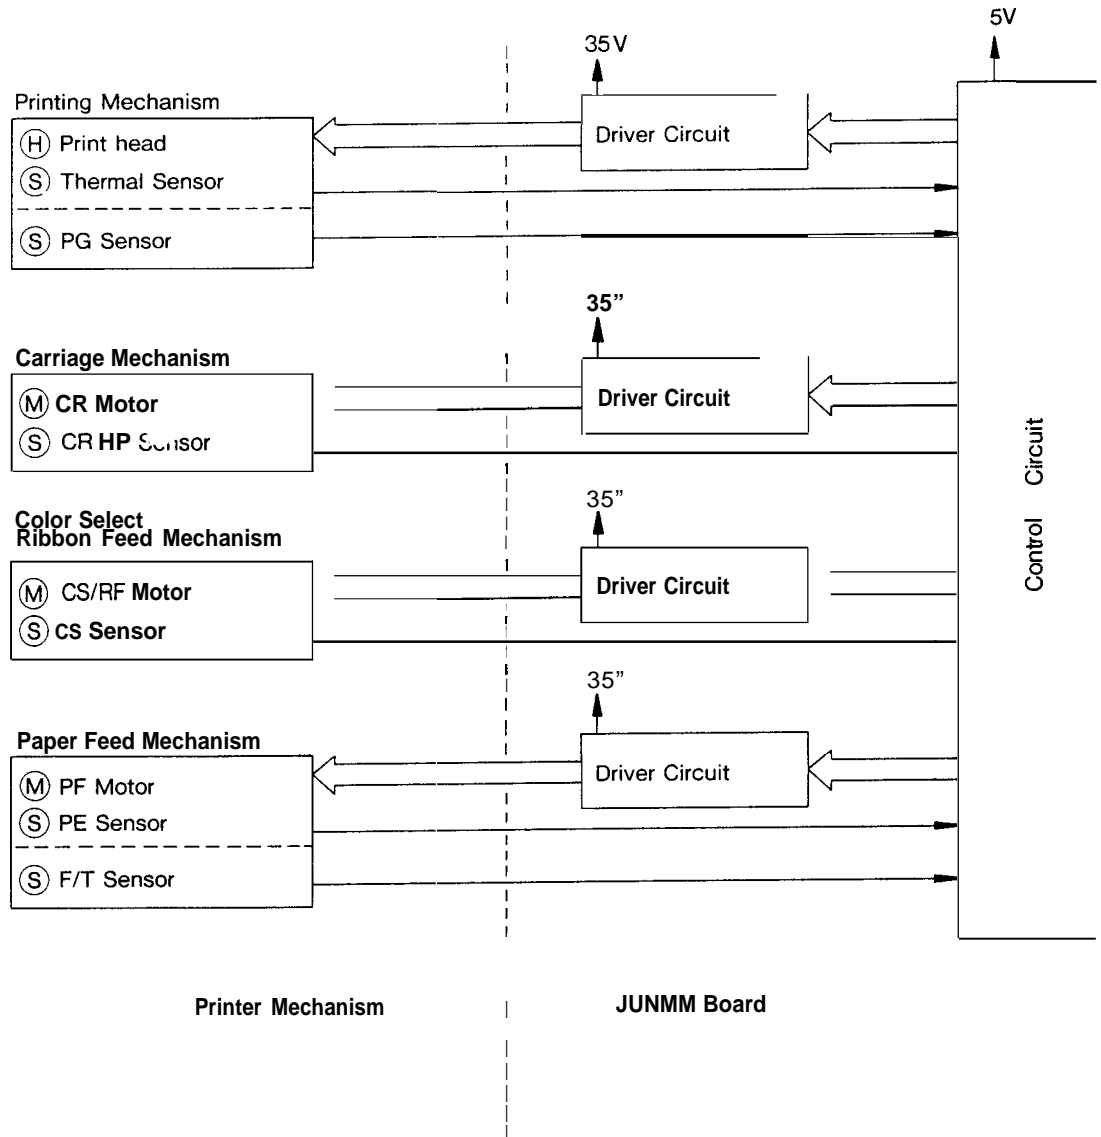 5V
35V
Printing Mechanism
H Print head
Driver Circuit
S Thermal Sensor
S PG Sensor
35”
Carriage Mechanism
M CR Motor
Driver Circuit
S CR HP
Control Circuit
35”
Color Select
Ribbon Feed Mechanism
M CS/RF Motor
Driver Circuit
S CS Sensor
35”
Paper Feed Mechanism
M PF Motor
Driver Circuit
S PE Sensor
S F/T Sensor
Printer Mechanism
JUNMM Board